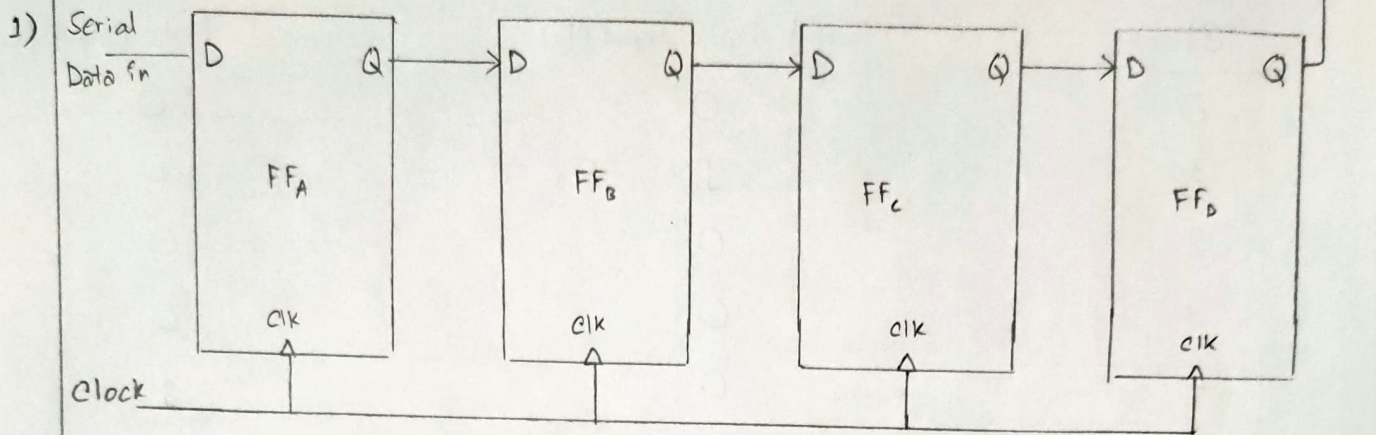 1) Serial
Data in
D Q D Q D Q D Q
FFA FFB FFC FFD
Clk Clk Clk Clk
Clock